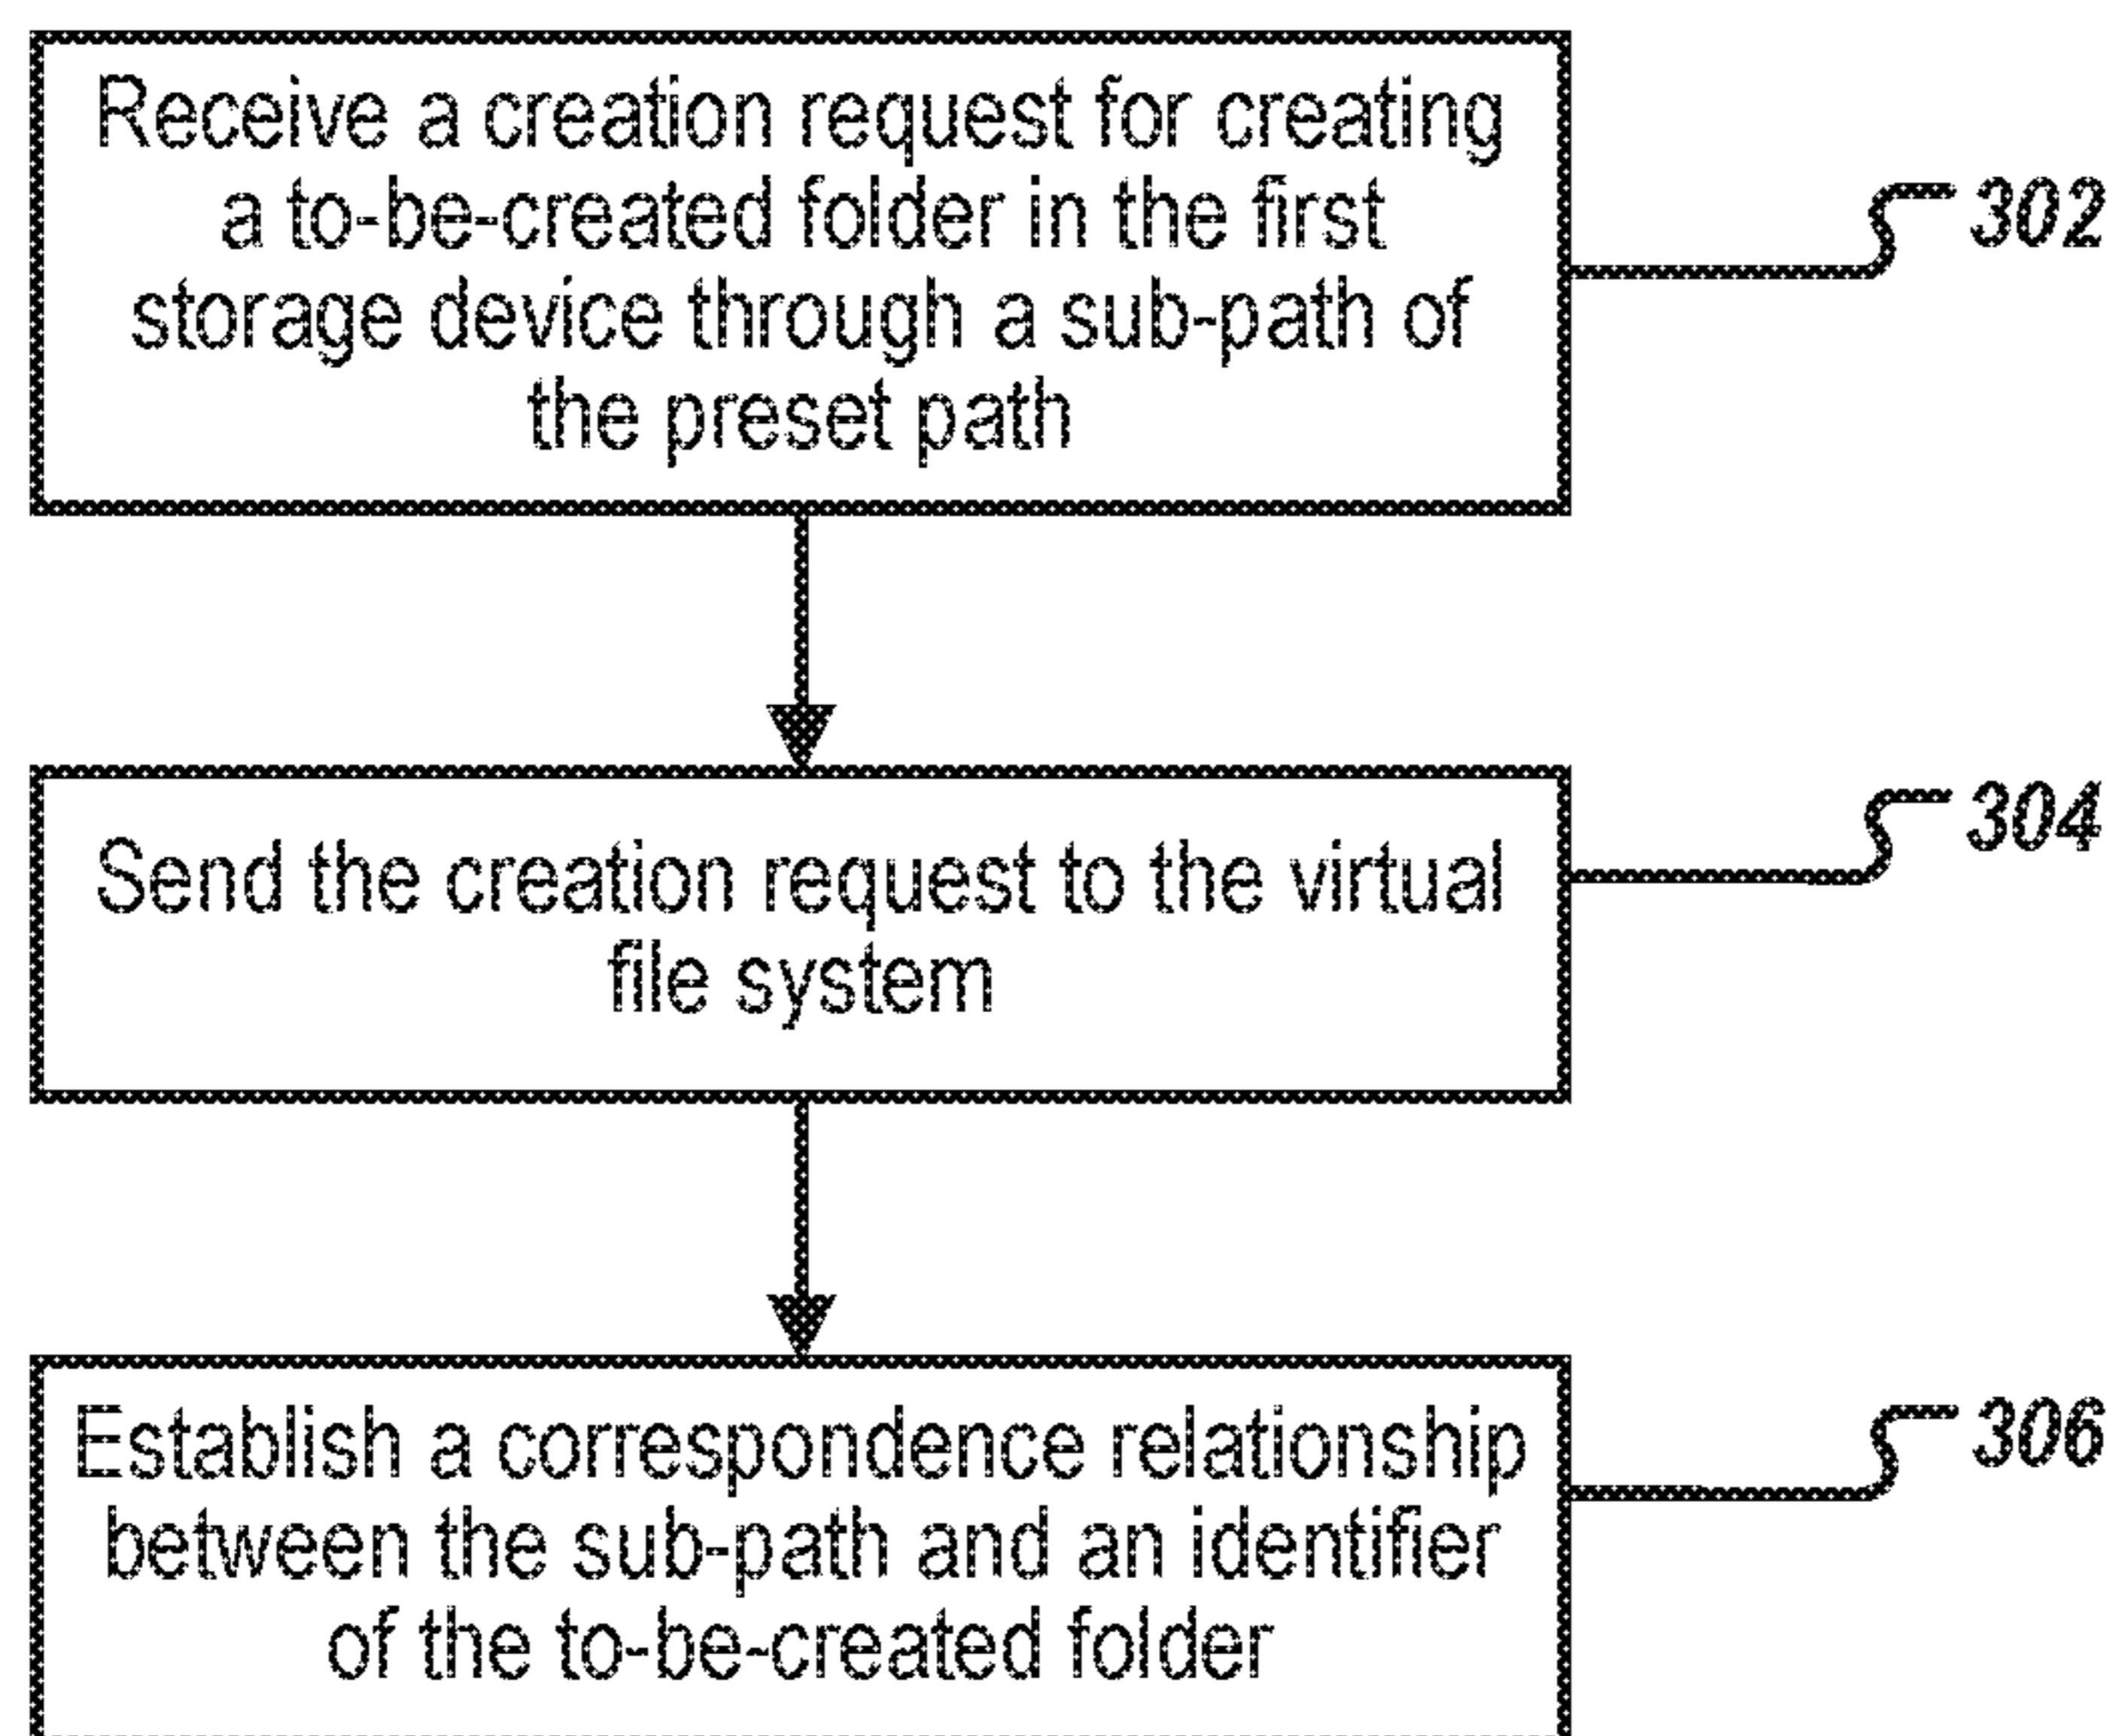 Receive a creation request for creating
a to-be-created folder in the first
storage device through a sub-path of
the preset path
302
Send the creation request to the virtual
file system
304
Establish a correspondence relationship
between the sub-path and an identifier
of the to-be-created folder
306